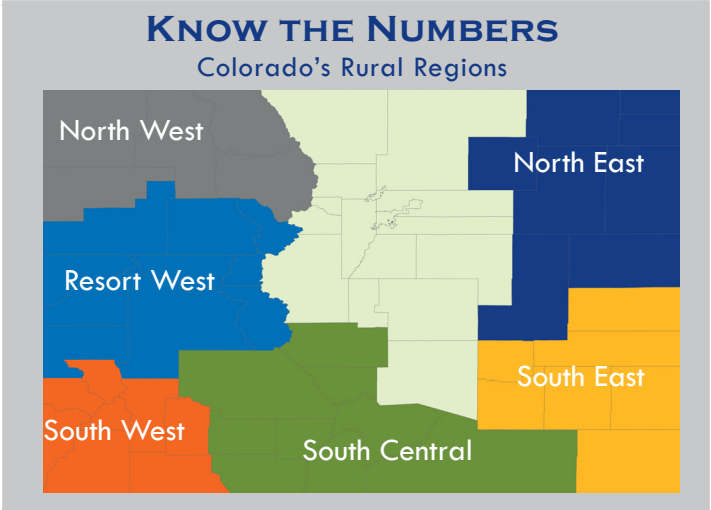 KNOW THE NUMBERS
Colorado's Rural Regions
North West
North East
Resort West
South East
South West
South Central